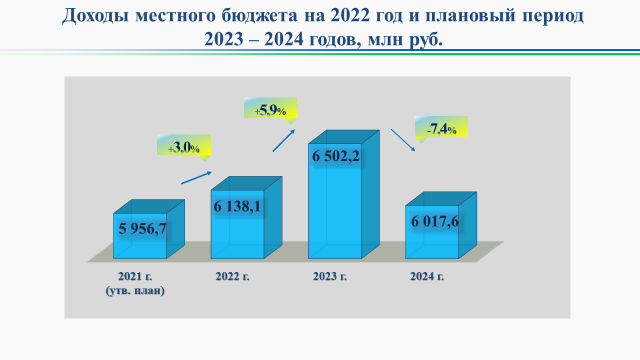 Доходы местного бюджета на 2022 год и плановый период
2023 – 2024 годов, млн руб.
+5,9%
-7,4%
+3,0%
6 502,2
6 138,1
6 017,6
5 956,7
2021 г.
(утв. план)
2022 г.
2023 г.
2024 г.